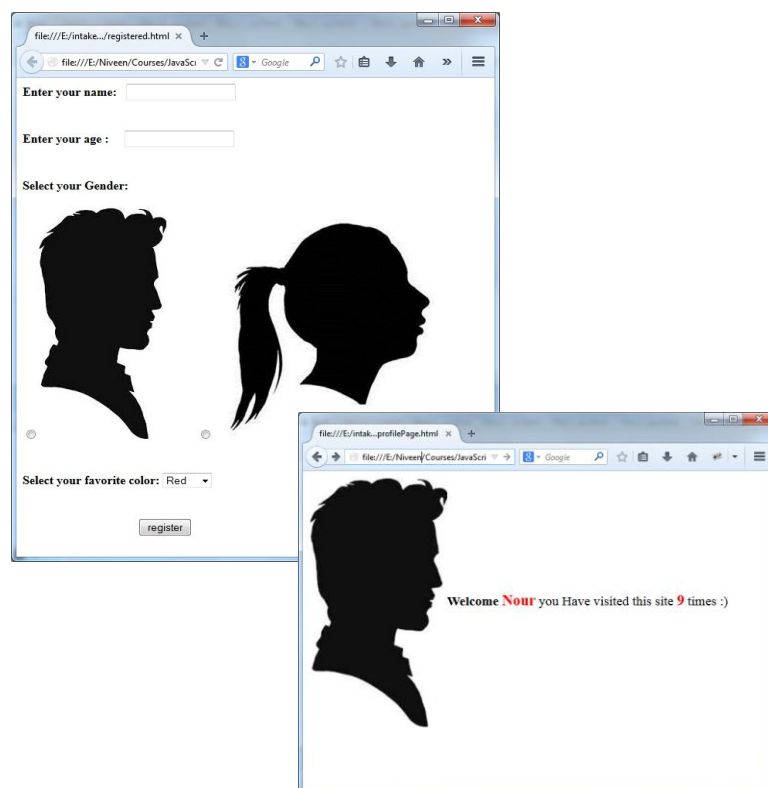 file:///E:/intake.../registered.html × +
file:///E:/Niveen/Courses/JavaScri
8 Google
»
Enter your name:
Enter your age :
Select your Gender:
Select your favorite color: Red
register
file:///E:/intak...profilePage.html × +
file:///E:/Niveen/Courses/JavaScri
8 Google
Welcome Nour you Have visited this site 9 times :)